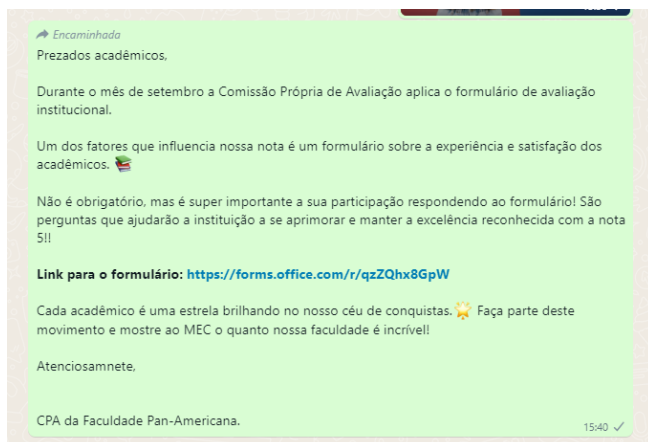 Encaminhada
Prezados acadêmicos,
Durante o mês de setembro a Comissão Própria de Avaliação aplica o formulário de avaliação
institucional.
Um dos fatores que influencia nossa nota é um formulário sobre a experiência e satisfação dos
acadêmicos. 📚
Não é obrigatório, mas é super importante a sua participação respondendo ao formulário! São
perguntas que ajudarão a instituição a se aprimorar e manter a excelência reconhecida com a nota
5!!
Link para o formulário: https://forms.office.com/r/qzZQhx8GpW
Cada acadêmico é uma estrela brilhando no nosso céu de conquistas.🌟 Faça parte deste
movimento e mostre ao MEC o quanto nossa faculdade é incrível!
Atenciosamnete,
CPA da Faculdade Pan-Americana.
15:40